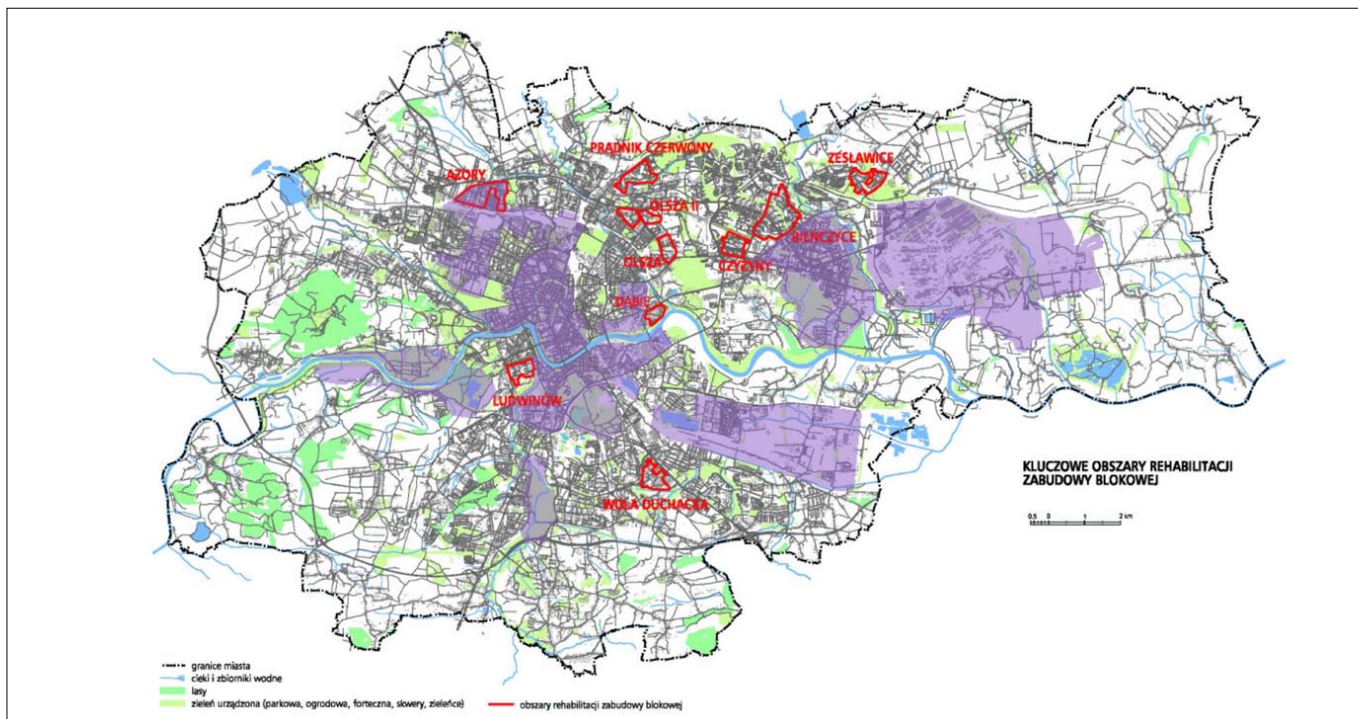 PRĄDNIK CZERWONY
ZESŁAWICE
AZORY
OLSZA II
BIEŃCZYCE
OLSZA
CZYŻYNY
DĄBIE
LUDWINÓW
WOLA DUCHACKA
KLUCZOWE OBSZARY REHABILITACJI
ZABUDOWY BLOKOWEJ
0.5 0 1 2 km
granice miasta
cieki i zbiorniki wodne
lasy
zieleń urządzona (parkowa, ogrodowa, forteczna, skwery, zieleńce)
obszary rehabilitacji zabudowy blokowej